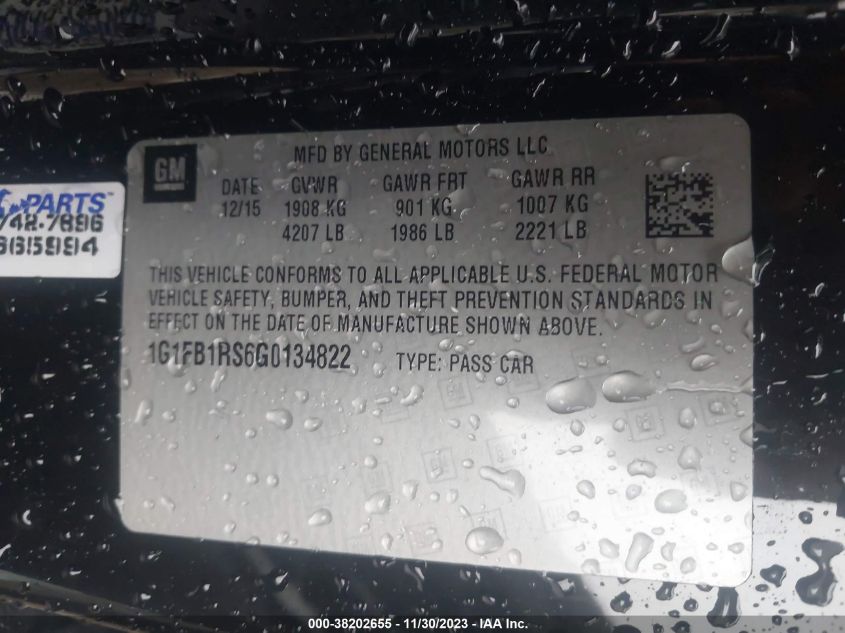 GM
MFD BY GENERAL MOTORS LLC
DATE GVWR GAWR FRT GAWR RR
12/15 1908 KG 901 KG 1007 KG
4207 LB 1986 LB 2221 LB
PARTS
742-7896
665994
THIS VEHICLE CONFORMS TO ALL APPLICABLE U.S. FEDERAL MOTOR
VEHICLE SAFETY, BUMPER, AND THEFT PREVENTION STANDARDS IN
EFFECT ON THE DATE OF MANUFACTURE SHOWN ABOVE.
1G1FB1RS6G0134822 TYPE: PASS CAR
000-38202655 - 11/30/2023 - IAA Inc.